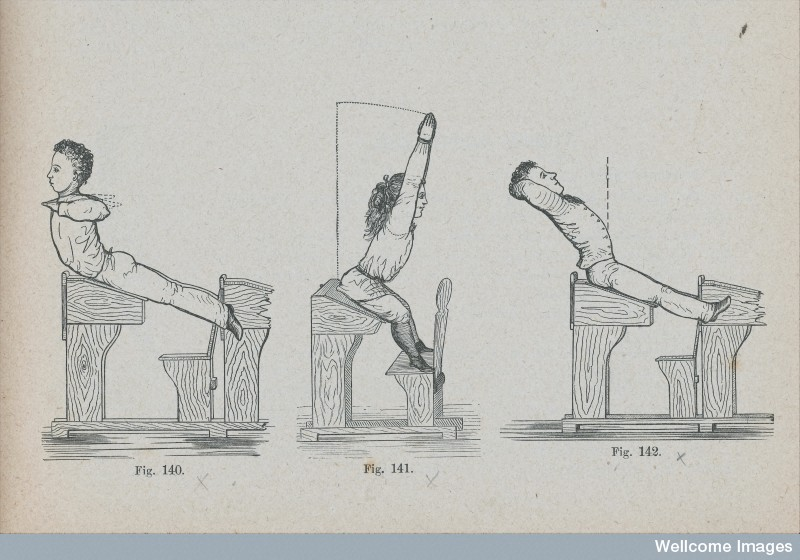 Fig. 140.
Fig. 141.
Fig. 142.
Wellcome Images